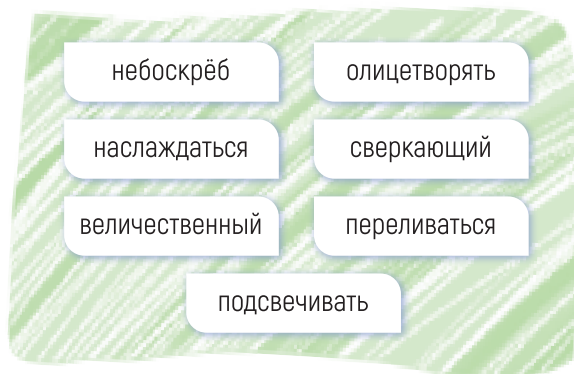 небоскрёб
олицетворять
наслаждаться
сверкающий
величественный
переливаться
подсвечивать